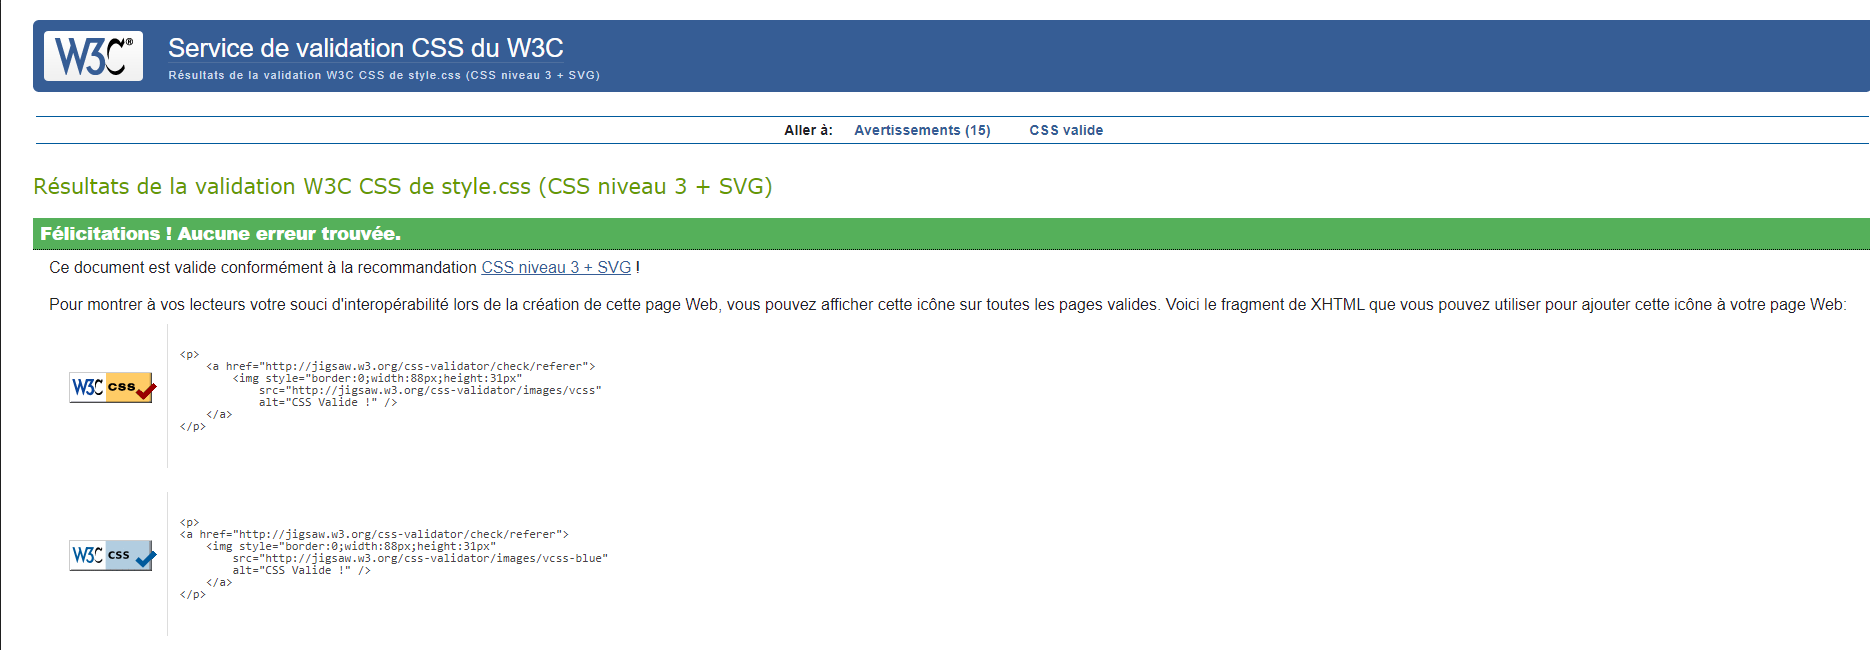 W3C®
Service de validation CSS du W3C
Résultats de la validation W3C CSS de style.css (CSS niveau 3 + SVG)
Aller à: Avertissements (15) CSS valide
Résultats de la validation W3C CSS de style.css (CSS niveau 3 + SVG)
Félicitations ! Aucune erreur trouvée.
Ce document est valide conformément à la recommandation CSS niveau 3 + SVG !
Pour montrer à vos lecteurs votre souci d'interopérabilité lors de la création de cette page Web, vous pouvez afficher cette icône sur toutes les pages valides. Voici le fragment de XHTML que vous pouvez utiliser pour ajouter cette icône à votre page Web:
W3C css
<p>
<a href="http://jigsaw.w3.org/css-validator/check/referer">
<img style="border:0;width:88px;height:31px"
src="http://jigsaw.w3.org/css-validator/images/vcss"
alt="CSS Valide !" />
</a>
</p>
W3C css
<p>
<a href="http://jigsaw.w3.org/css-validator/check/referer">
<img style="border:0;width:88px;height:31px"
src="http://jigsaw.w3.org/css-validator/images/vcss-blue"
alt="CSS Valide !" />
</a>
</p>